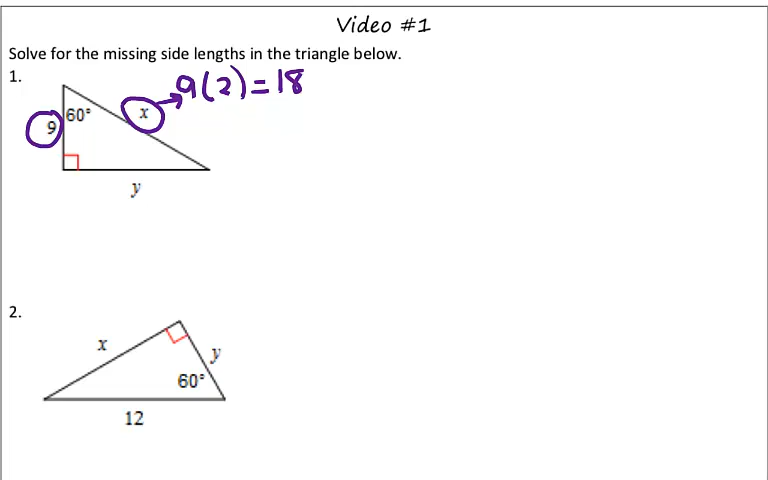 Video #1
Solve for the missing side lengths in the triangle below.
1.
9(2)=18
60°
x
9
y
2.
x
y
60°
12